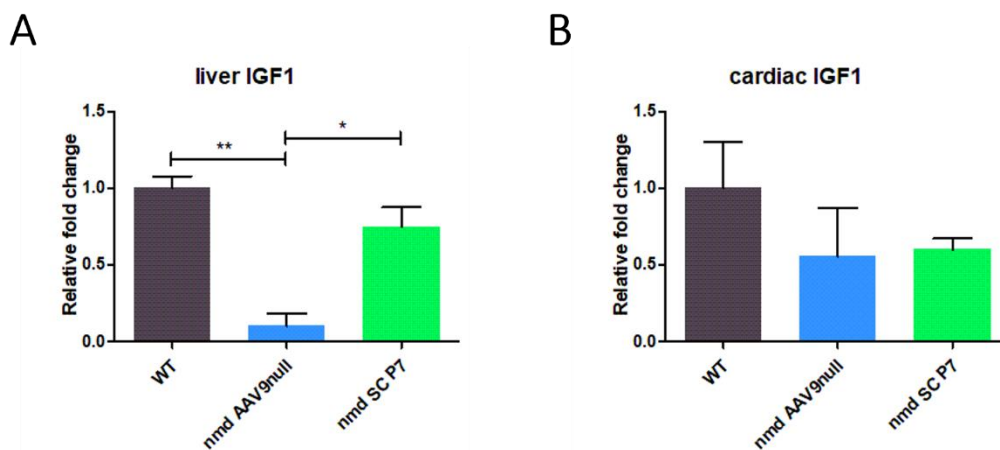 A
liver IGF1
Relative fold change
1.5
1.0
0.5
0.0
**
*
WT
nmd AAV9null
nmd SC P7
B
cardiac IGF1
Relative fold change
1.5
1.0
0.5
0.0
WT
nmd AAV9null
nmd SC P7